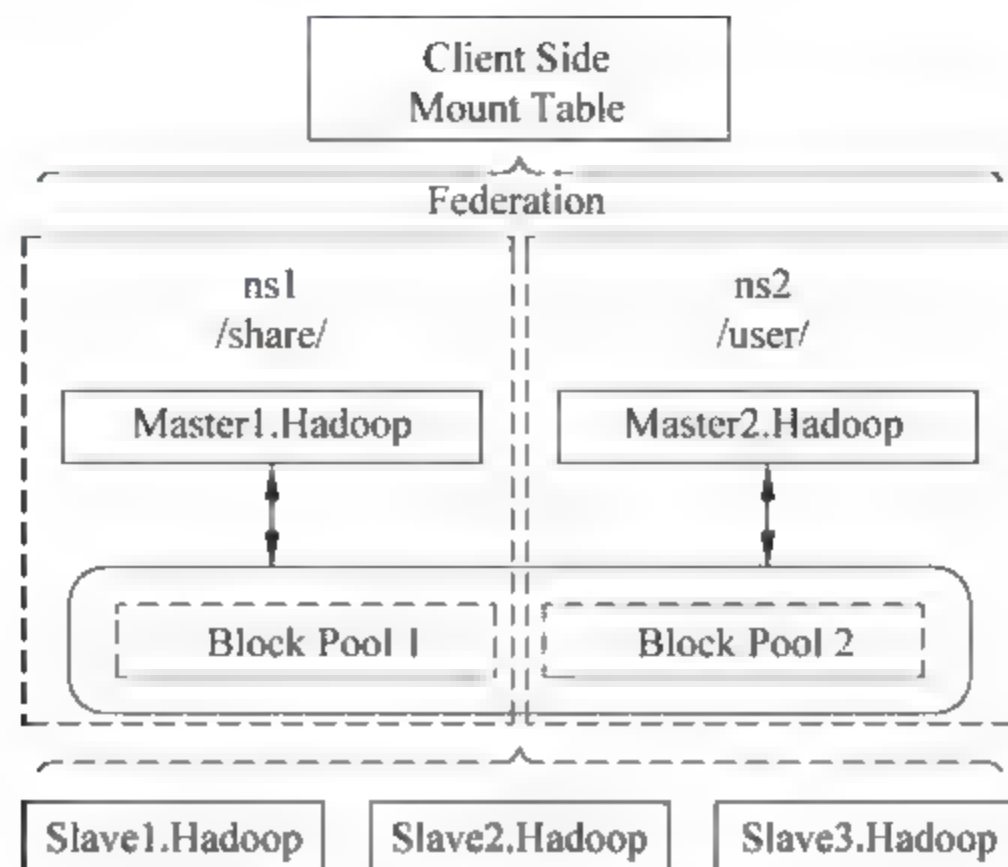 Client Side
Mount Table
Federation
ns1
/share/
ns2
/user/
Master1.Hadoop
Master2.Hadoop
Block Pool 1
Block Pool 2
Slave1.Hadoop
Slave2.Hadoop
Slave3.Hadoop